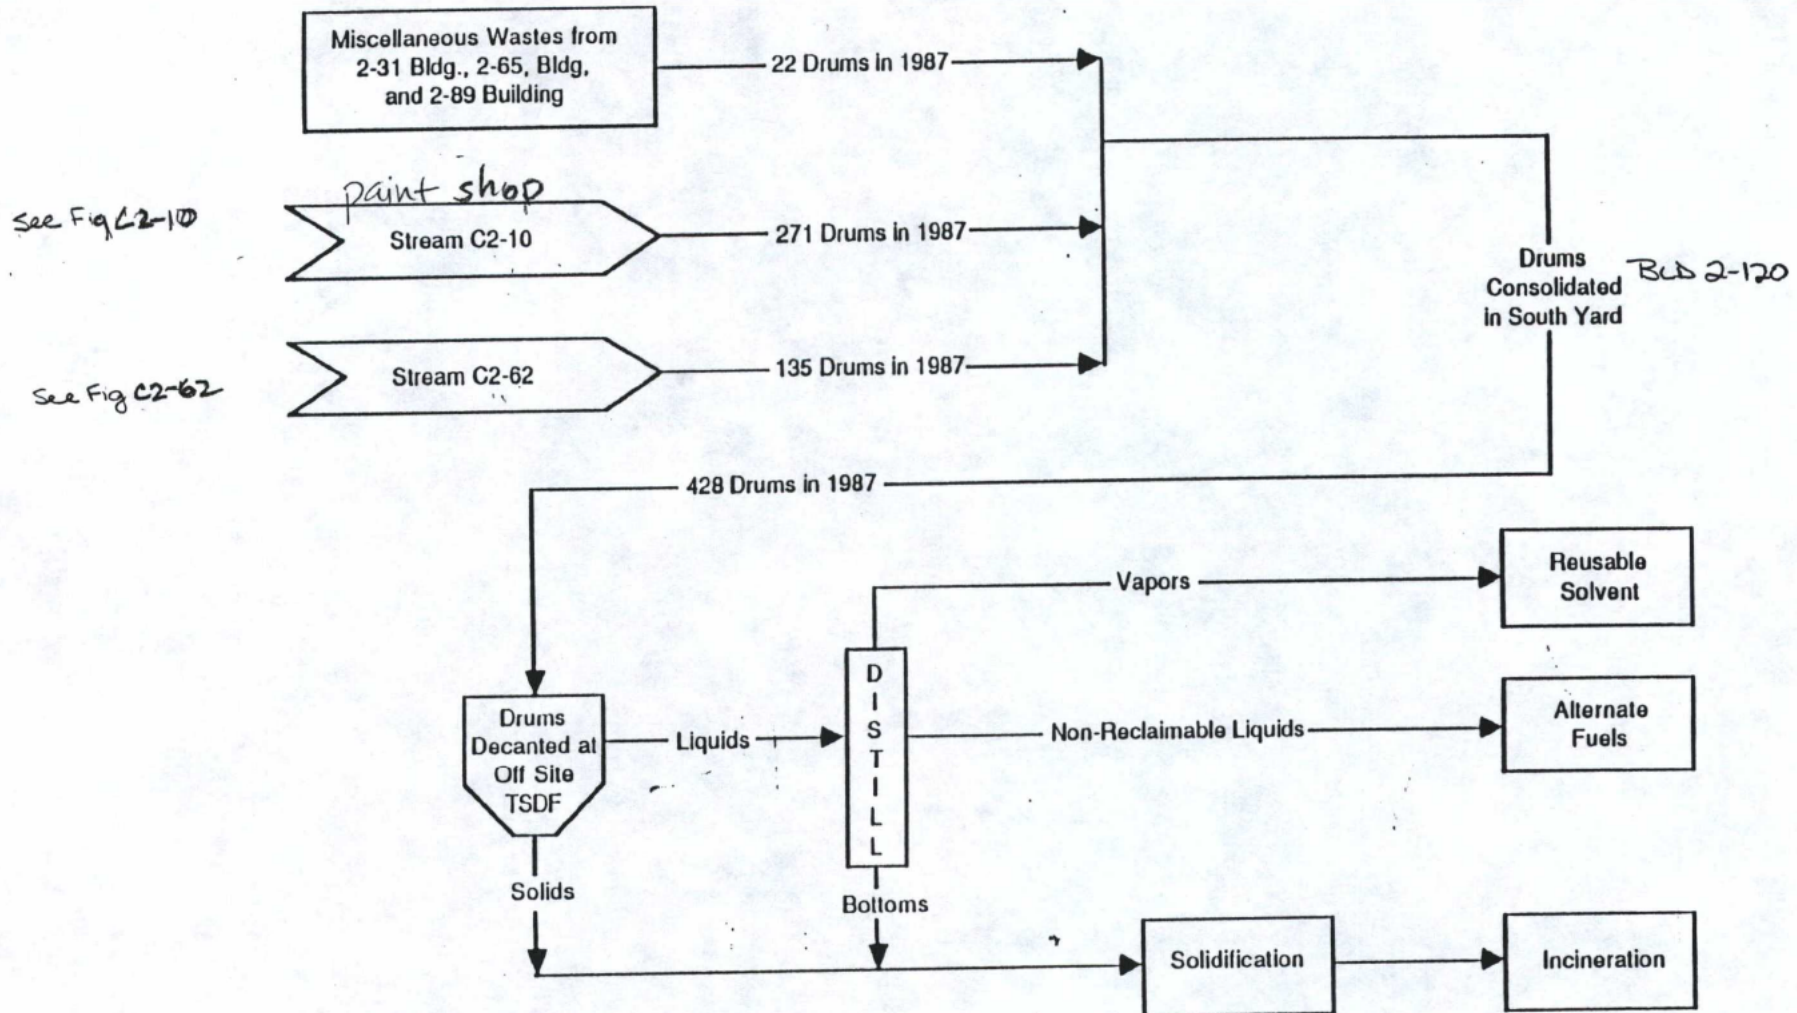 Miscellaneous Wastes from
2-31 Bldg., 2-65, Bldg,
and 2-89 Building
22 Drums in 1987
see Fig C2-10
paint shop
Stream C2-10
271 Drums in 1987
Drums
Consolidated
in South Yard
BLD 2-120
see Fig C2-62
Stream C2-62
135 Drums in 1987
428 Drums in 1987
Vapors
Reusable
Solvent
Drums
Decanted at
Off Site
TSDF
Liquids
DISTILL
Non-Reclaimable Liquids
Alternate
Fuels
Solids
Bottoms
Solidification
Incineration